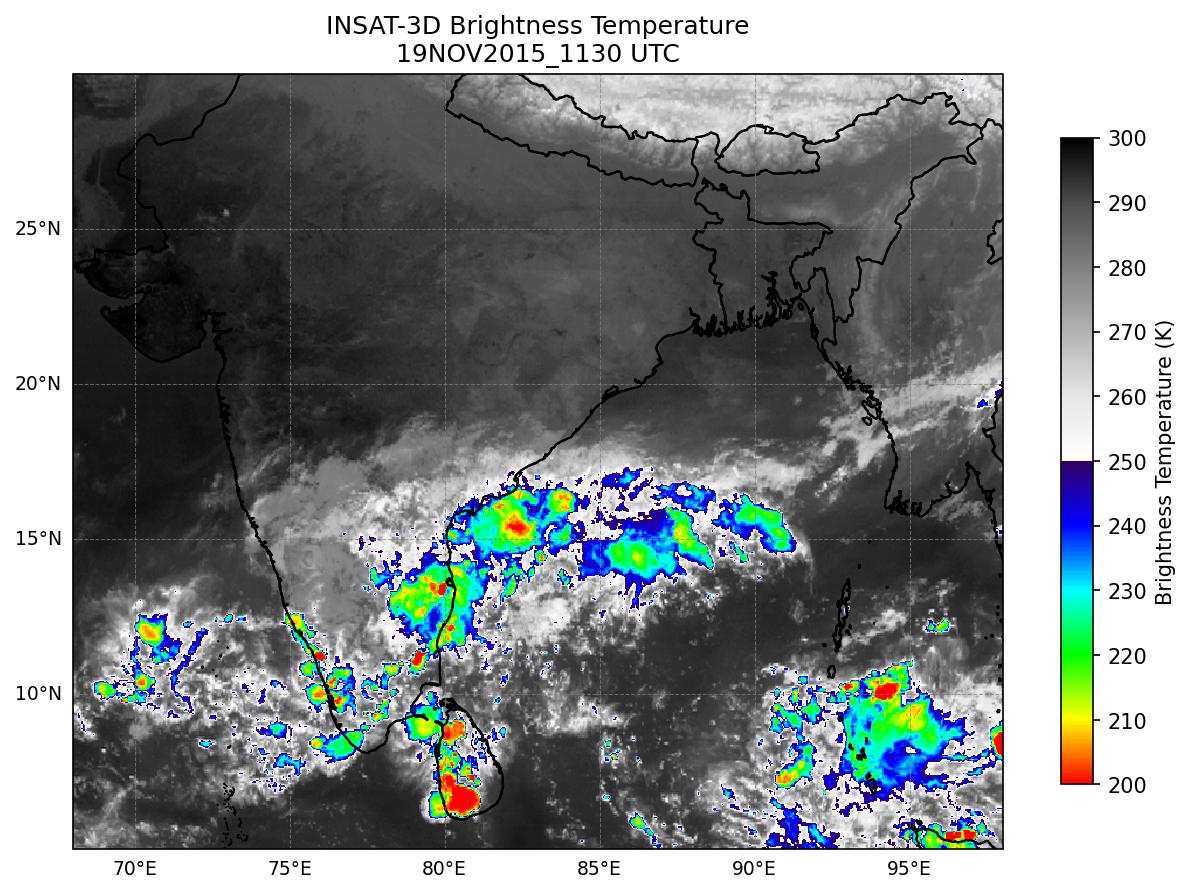 INSAT-3D Brightness Temperature
19NOV2015_1130 UTC
25°N
20°N
15°N
10°N
70°E
75°E
80°E
85°E
90°E
95°E
300
290
280
270
260
250
240
230
220
210
200
Brightness Temperature (K)